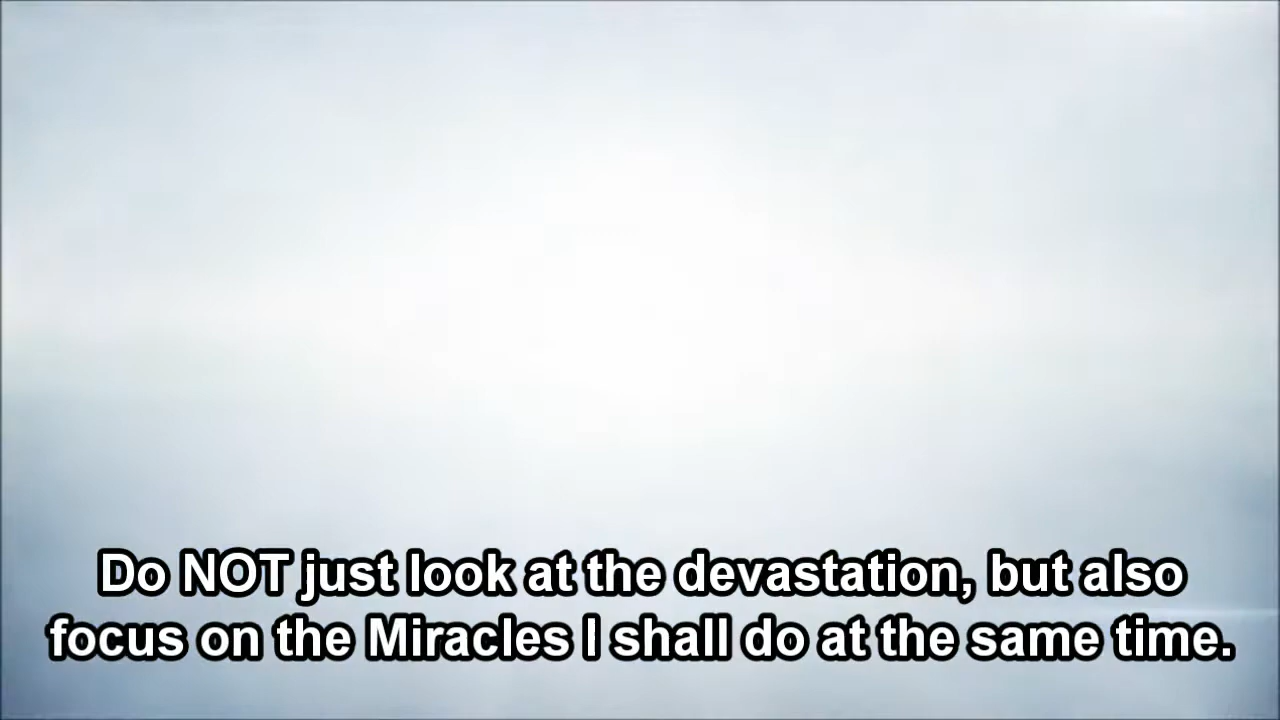 Do NOT just look at the devastation, but also
focus on the Miracles I shall do at the same time.